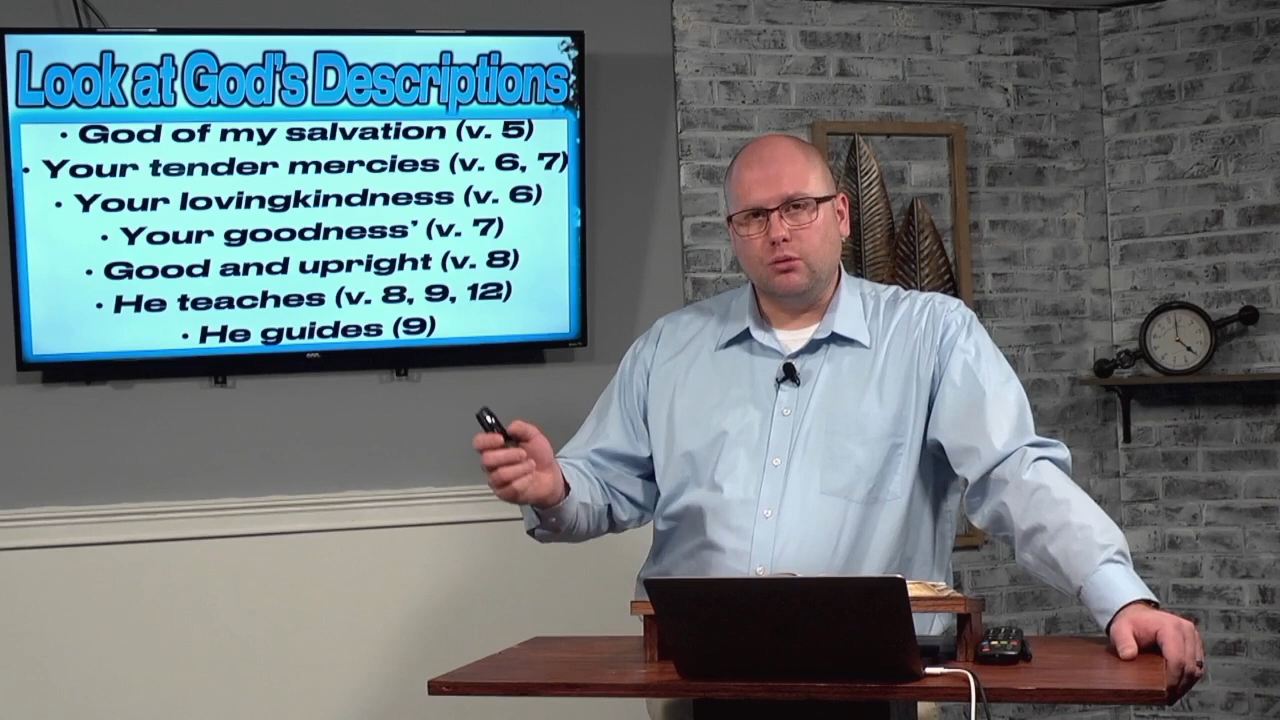 Look at God's Descriptions
• God of my salvation (v. 5)
• Your tender mercies (v. 6, 7)
• Your lovingkindness (v. 6)
• Your goodness' (v. 7)
• Good and upright (v. 8)
• He teaches (v. 8, 9, 12)
• He guides (9)